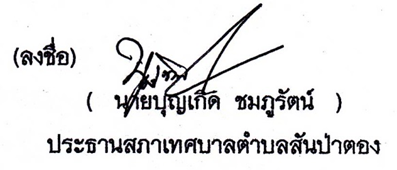 (ลงชื่อ)
( นายบุญเกิด ชมภูรัตน์ )
ประธานสภาเทศบาลตำบลสันป่าตอง